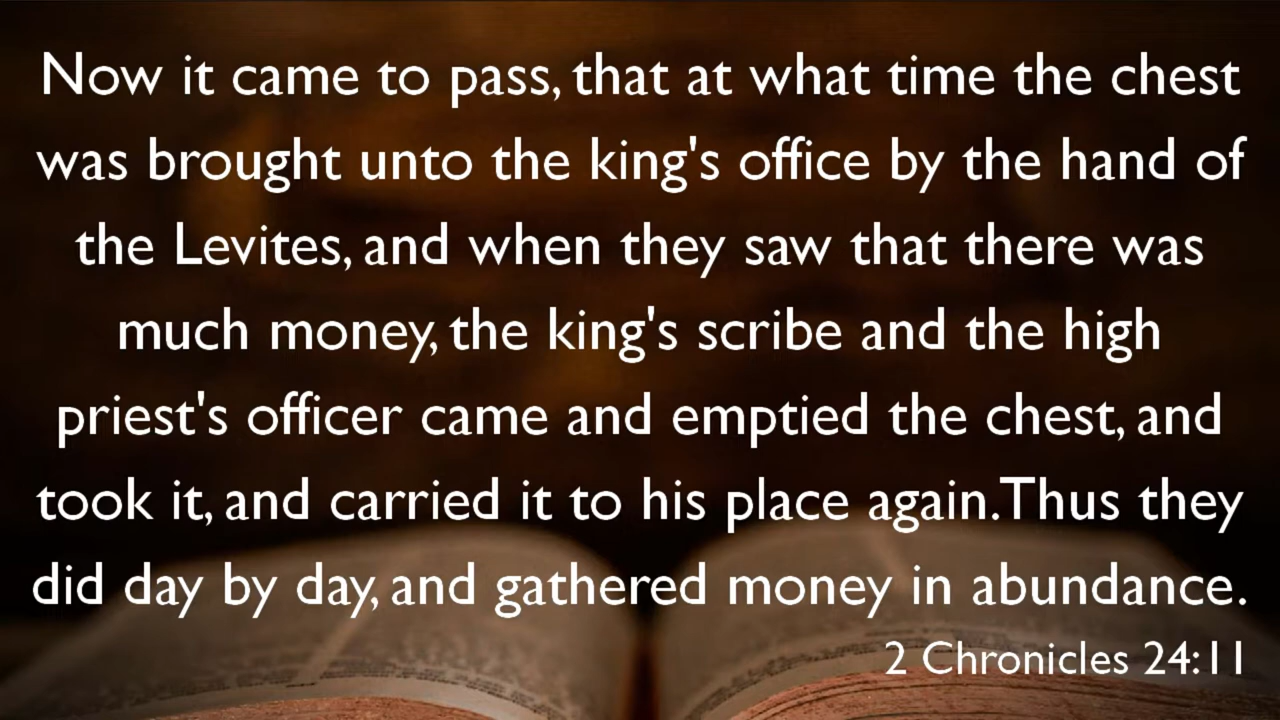 Now it came to pass, that at what time the chest
was brought unto the king's office by the hand of
the Levites, and when they saw that there was
much money, the king's scribe and the high
priest's officer came and emptied the chest, and
took it, and carried it to his place again. Thus they
did day by day, and gathered money in abundance.
2 Chronicles 24:11